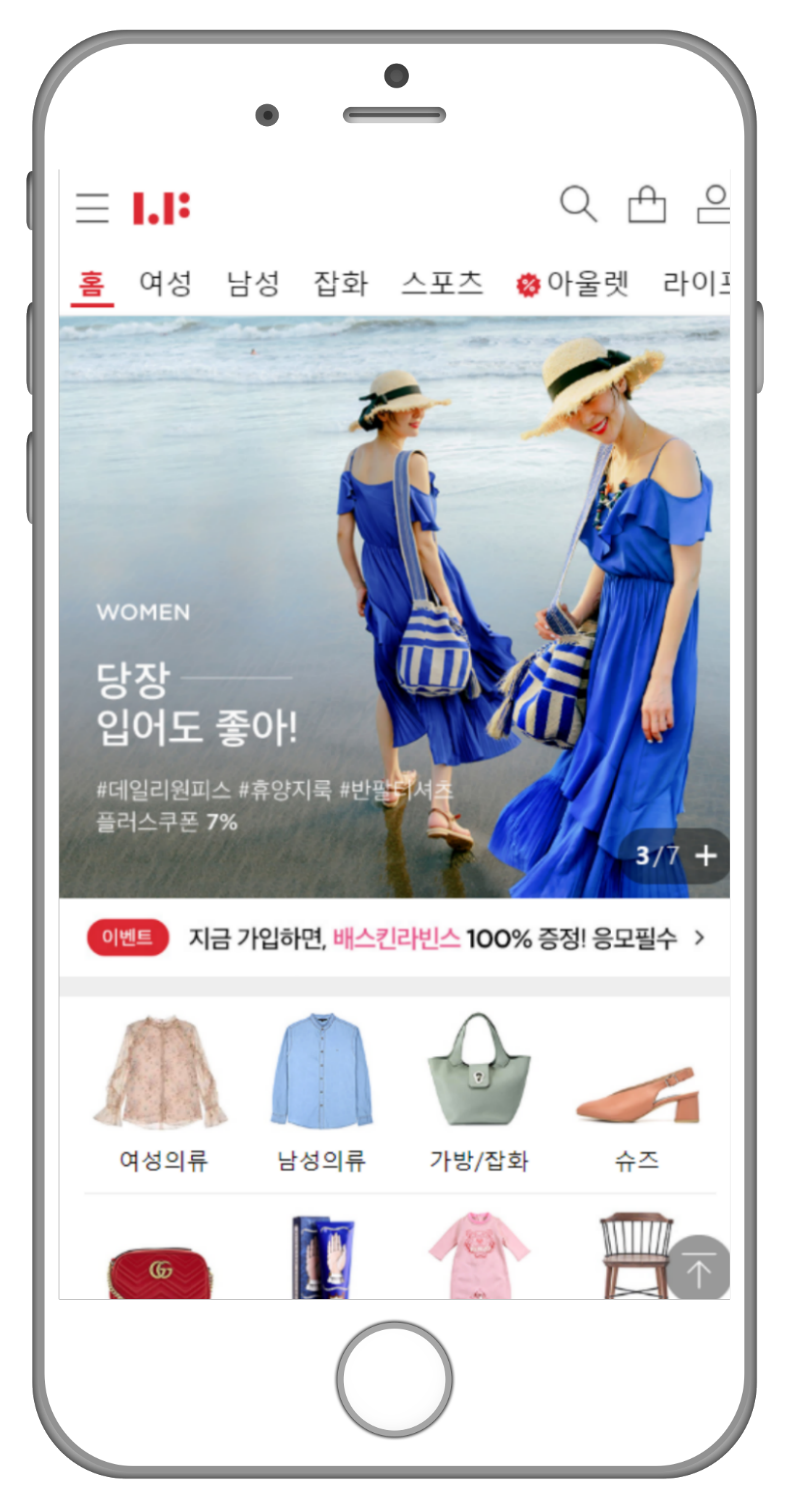 LF
홈 여성 남성 잡화 스포츠 % 아울렛 라이프
WOMEN
당장
입어도 좋아!
#데일리원피스 #휴양지룩 #반팔티셔츠
플러스쿠폰 7%
3/7 +
이벤트 지금 가입하면, 배스킨라빈스 100% 증정! 응모필수 >
여성의류 남성의류 가방/잡화 슈즈